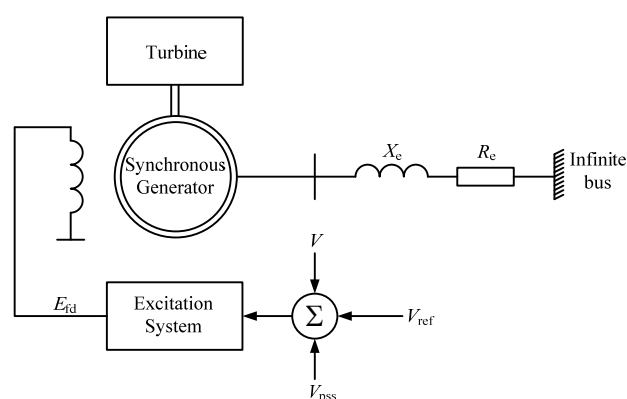 Turbine
Synchronous
Generator
X_e
R_e
Infinite
bus
V
E_fd
Excitation
System
Σ
V_ref
V_pss